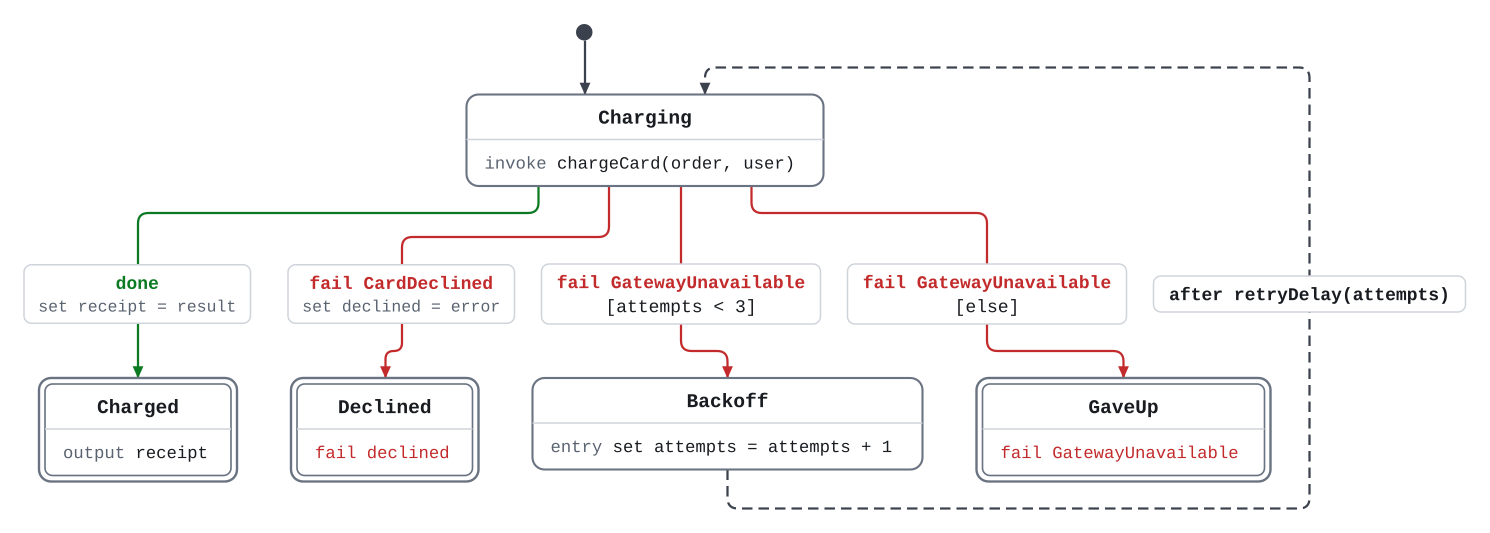 Charging
invoke chargeCard(order, user)
done
set receipt = result
fail CardDeclined
set declined = error
fail GatewayUnavailable
[attempts < 3]
fail GatewayUnavailable
[else]
after retryDelay(attempts)
Charged
output receipt
Declined
fail declined
Backoff
entry set attempts = attempts + 1
GaveUp
fail GatewayUnavailable